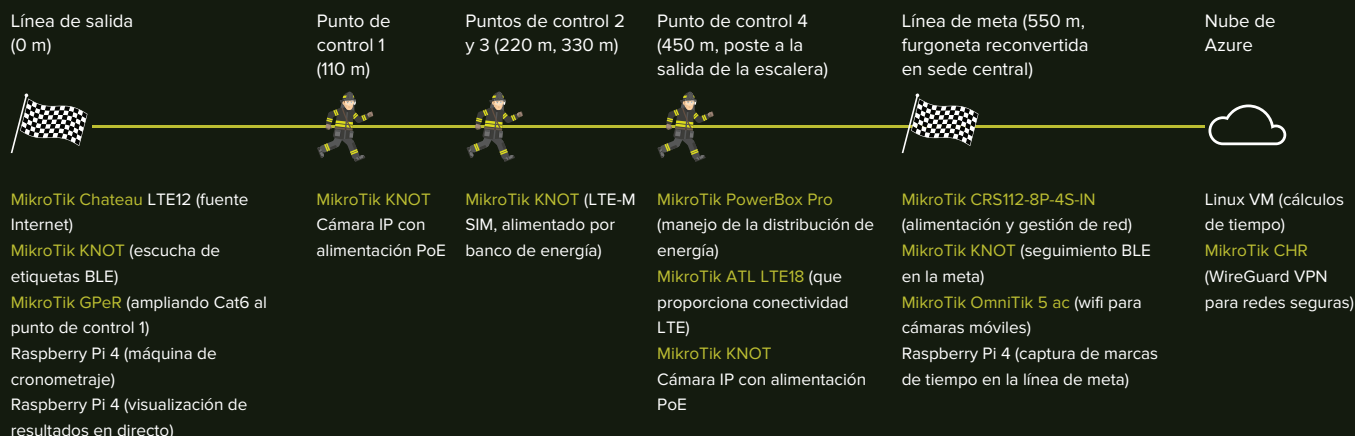 Línea de salida
(0 m)
Punto de
control 1
(110 m)
Puntos de control 2
y 3 (220 m, 330 m)
Punto de control 4
(450 m, poste a la
salida de la escalera)
Línea de meta (550 m,
furgoneta reconvertida
en sede central)
Nube de
Azure
MikroTik Chateau LTE12 (fuente
Internet)
MikroTik KNOT (escucha de
etiquetas BLE)
MikroTik GPeR (ampliando Cat6 al
punto de control 1)
Raspberry Pi 4 (máquina de
cronometraje)
Raspberry Pi 4 (visualización de
resultados en directo)
MikroTik KNOT
Cámara IP con
alimentación PoE
MikroTik KNOT (LTE-M
SIM, alimentado por
banco de energía)
MikroTik PowerBox Pro
(manejo de la distribución de
energía)
MikroTik ATL LTE18 (que
proporciona conectividad
LTE)
MikroTik KNOT
Cámara IP con alimentación
PoE
MikroTik CRS112-8P-4S-IN
(alimentación y gestión de red)
MikroTik KNOT (seguimiento BLE
en la meta)
MikroTik OmniTik 5 ac (wifi para
cámaras móviles)
Raspberry Pi 4 (captura de marcas
de tiempo en la línea de meta)
Linux VM (cálculos
de tiempo)
MikroTik CHR
(WireGuard VPN
para redes seguras)